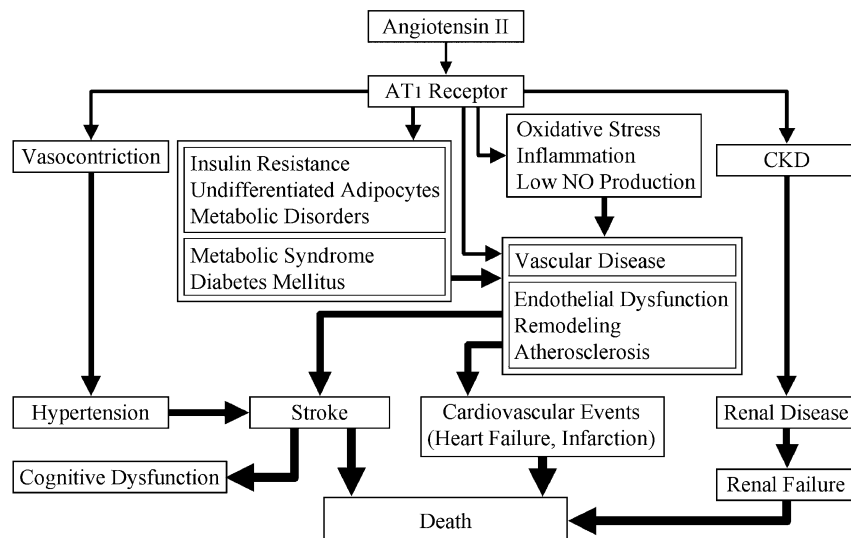 Angiotensin II
AT1 Receptor
Vasocontriction
Insulin Resistance
Undifferentiated Adipocytes
Metabolic Disorders
Metabolic Syndrome
Diabetes Mellitus
Oxidative Stress
Inflammation
Low NO Production
CKD
Vascular Disease
Endothelial Dysfunction
Remodeling
Atherosclerosis
Hypertension
Stroke
Cardiovascular Events
(Heart Failure, Infarction)
Renal Disease
Cognitive Dysfunction
Renal Failure
Death